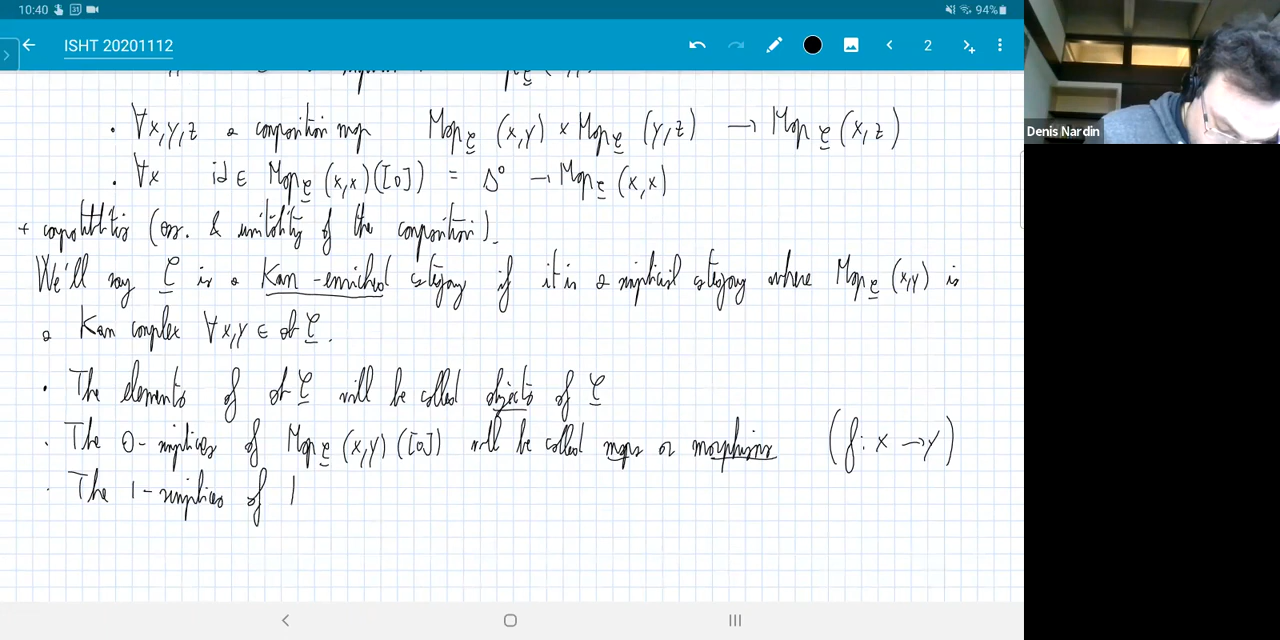 10:40 31 94%
ISHT 20201112 2
· ∀x,y,z a composition map Map_C (x,y) × Map_C (y,z) → Map_C (x,z)
· ∀x id ∈ Map_C (x,x)([0]) = Δ⁰ → Map_C (x,x)
+ compatibilities (ass. & unitality of the composition).
We'll say C is a Kan-enriched category if it is a simplicial category where Map_C (x,y) is
a Kan complex ∀x,y ∈ ob C.
· The elements of ob C will be called objects of C
· The 0-simplices of Map_C (x,y)([0]) will be called maps or morphisms (f: x → y)
· The 1-simplices of
Denis Nardin